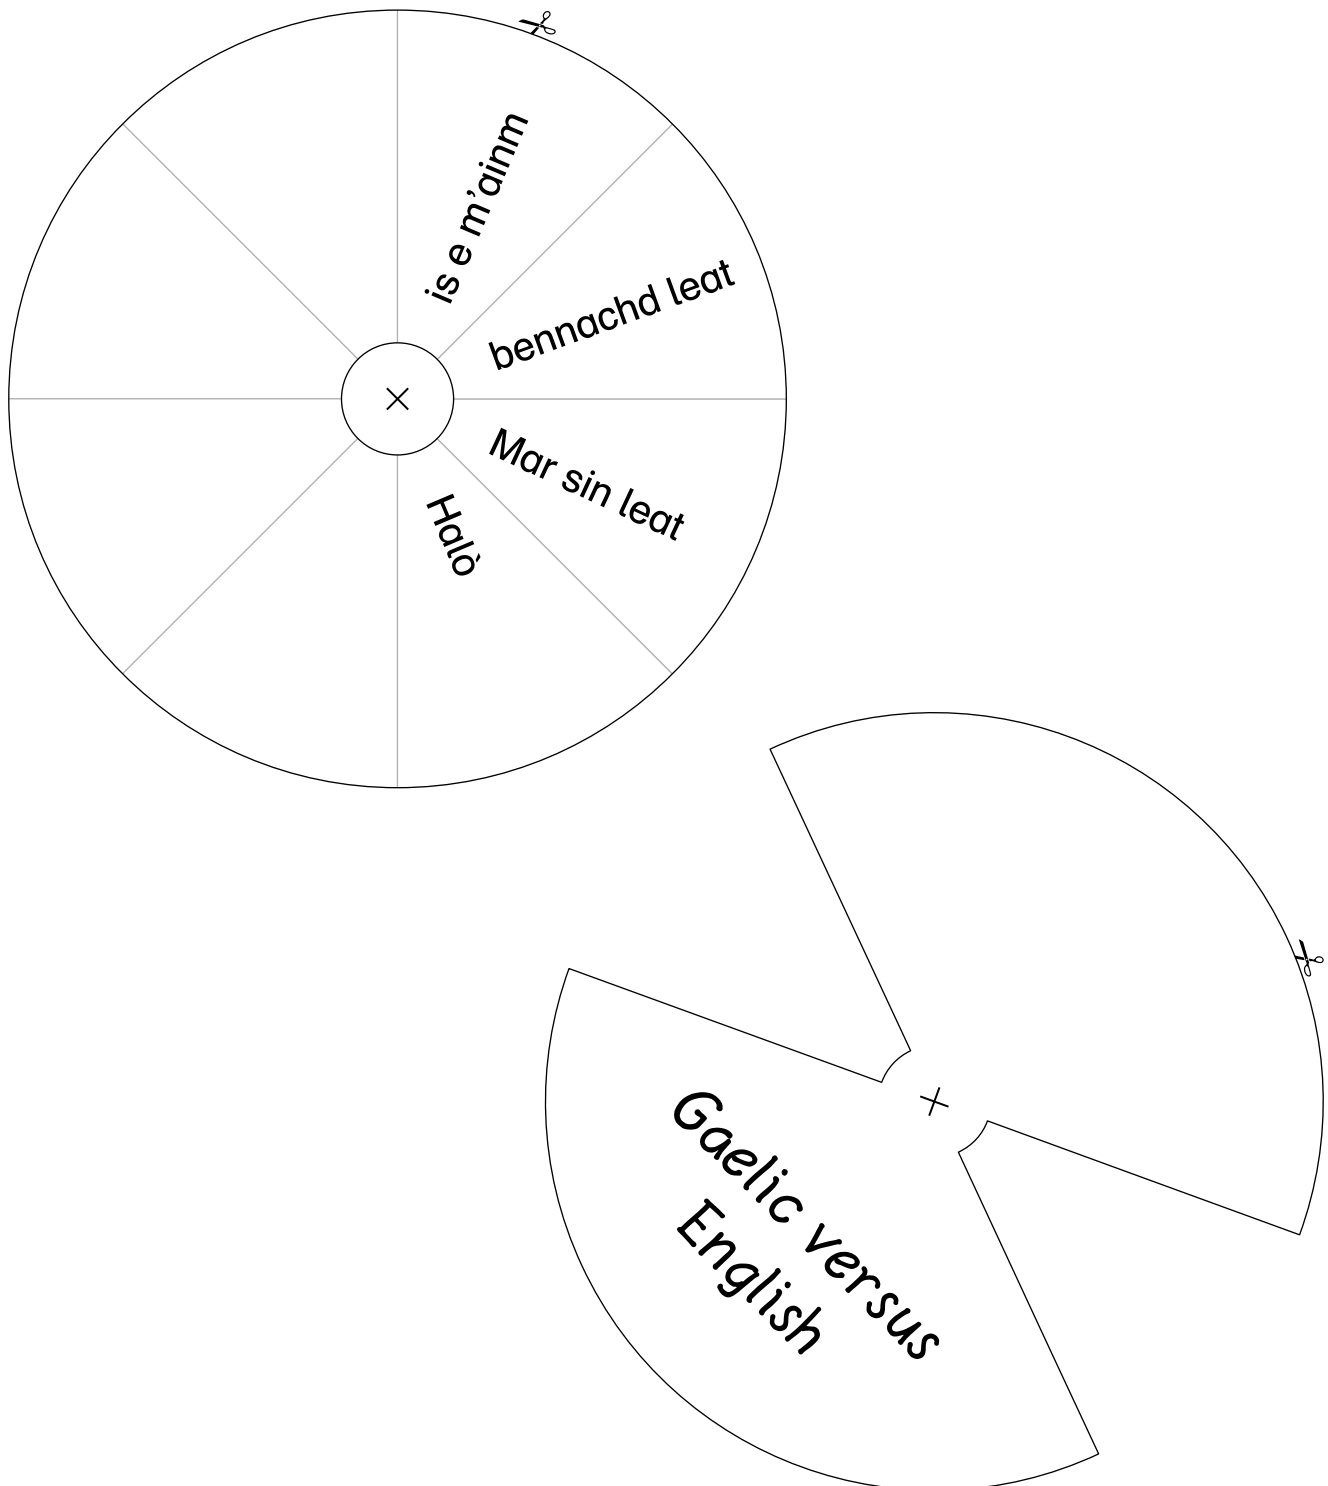 is e m’ainm
bennachd leat
Mar sin leat
Halò
Gaelic versus
English